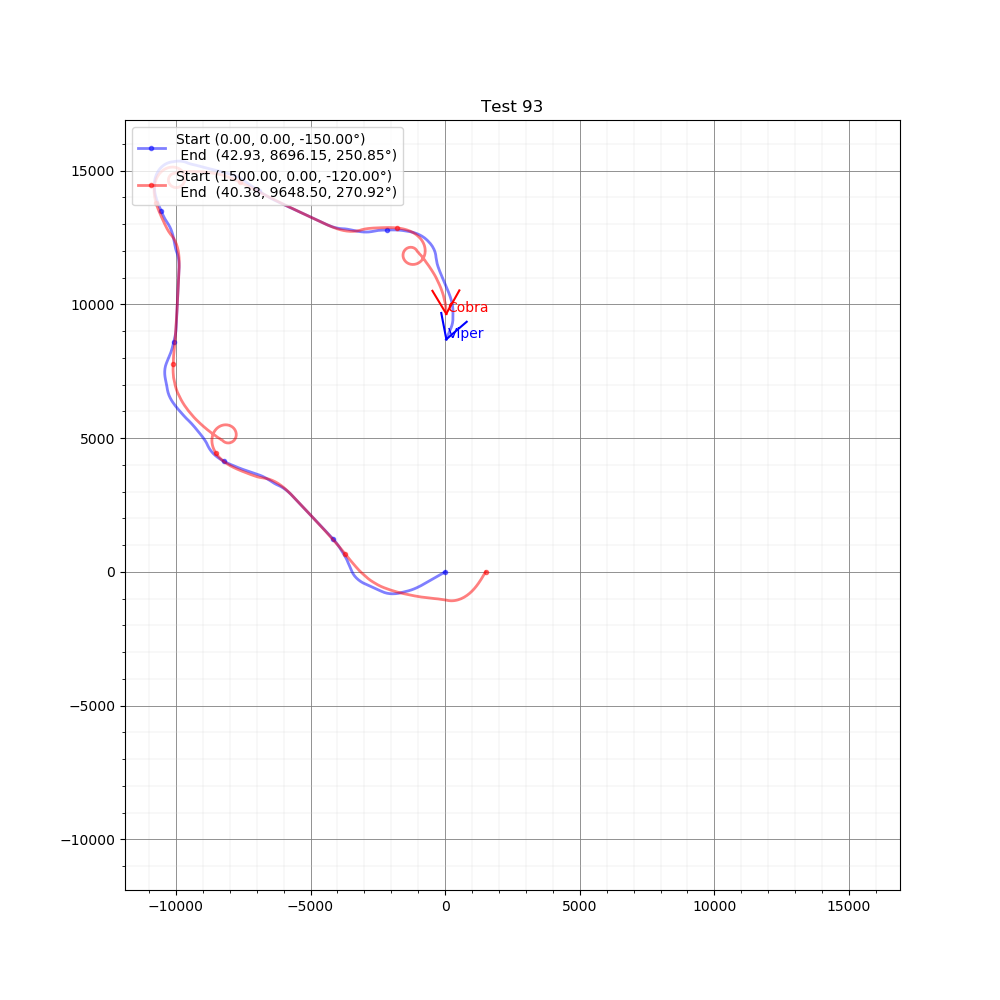 Test 93
Start (0.00, 0.00, -150.00°)
End (42.93, 8696.15, 250.85°)
Start (1500.00, 0.00, -120.00°)
End (40.38, 9648.50, 270.92°)
15000
10000
5000
0
−5000
−10000
Cobra
Viper
−10000 −5000 0 5000 10000 15000